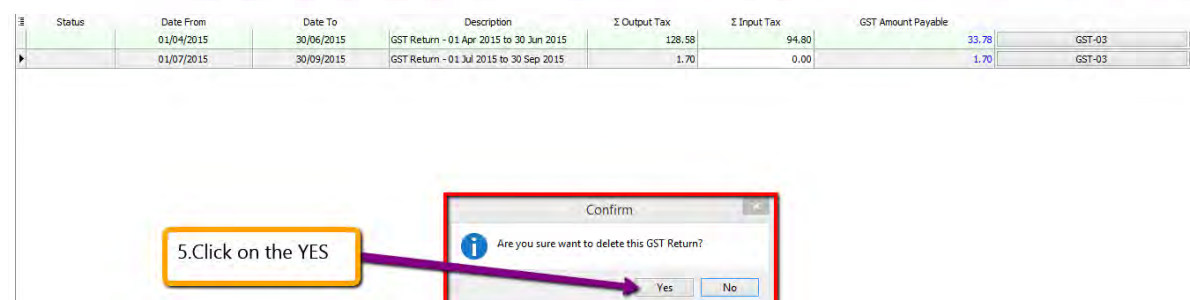 Status Date From Date To Description Σ Output Tax Σ Input Tax GST Amount Payable
01/04/2015 30/06/2015 GST Return - 01 Apr 2015 to 30 Jun 2015 128.58 94.80 33.78 GST-03
01/07/2015 30/09/2015 GST Return - 01 Jul 2015 to 30 Sep 2015 1.70 0.00 1.70 GST-03
Confirm
Are you sure want to delete this GST Return?
5.Click on the YES
Yes No